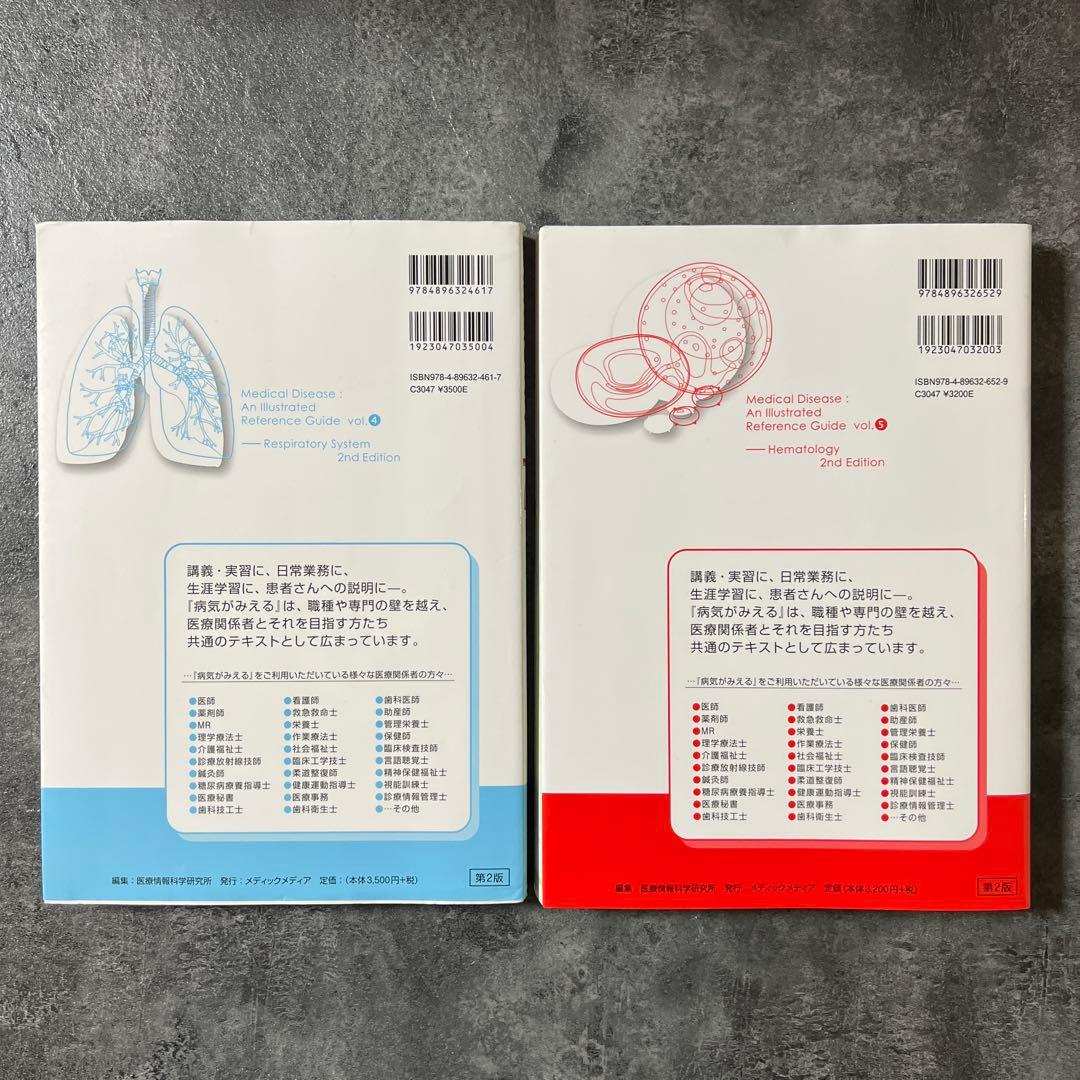 9784896324617
1923047035004
ISBN978-4-89632-461-7
C3047 ¥3500E
Medical Disease :
An Illustrated
Reference Guide vol.4
Respiratory System
2nd Edition
講義・実習に、日常業務に、
生涯学習に、患者さんへの説明に―。
『病気がみえる』は、職種や専門の壁を越え、
医療関係者とそれを目指す方たち
共通のテキストとして広まっています。
…『病気がみえる』をご利用いただいている様々な医療関係者の方々…
●医師 ●看護師 ●歯科医師
●薬剤師 ●救急救命士 ●助産師
●MR ●栄養士 ●管理栄養士
●理学療法士 ●作業療法士 ●保健師
●介護福祉士 ●社会福祉士 ●臨床検査技師
●診療放射線技師 ●臨床工学技士 ●言語聴覚士
●鍼灸師 ●柔道整復師 ●精神保健福祉士
●糖尿病療養指導士 ●健康運動指導士 ●視能訓練士
●医療秘書 ●医療事務 ●診療情報管理士
●歯科技工士 ●歯科衛生士 ●…その他
編集：医療情報科学研究所 発行：メディックメディア 定価：（本体3,500円+税）
第2版
9784896326529
1923047032003
ISBN978-4-89632-652-9
C3047 ¥3200E
Medical Disease :
An Illustrated
Reference Guide vol.5
Hematology
2nd Edition
講義・実習に、日常業務に、
生涯学習に、患者さんへの説明に―。
『病気がみえる』は、職種や専門の壁を越え、
医療関係者とそれを目指す方たち
共通のテキストとして広まっています。
…『病気がみえる』をご利用いただいている様々な医療関係者の方々…
●医師 ●看護師 ●歯科医師
●薬剤師 ●救急救命士 ●助産師
●MR ●栄養士 ●管理栄養士
●理学療法士 ●作業療法士 ●保健師
●介護福祉士 ●社会福祉士 ●臨床検査技師
●診療放射線技師 ●臨床工学技士 ●言語聴覚士
●鍼灸師 ●柔道整復師 ●精神保健福祉士
●糖尿病療養指導士 ●健康運動指導士 ●視能訓練士
●医療秘書 ●医療事務 ●診療情報管理士
●歯科技工士 ●歯科衛生士 ●…その他
編集：医療情報科学研究所 発行：メディックメディア 定価（本体3,200円+税）
第2版